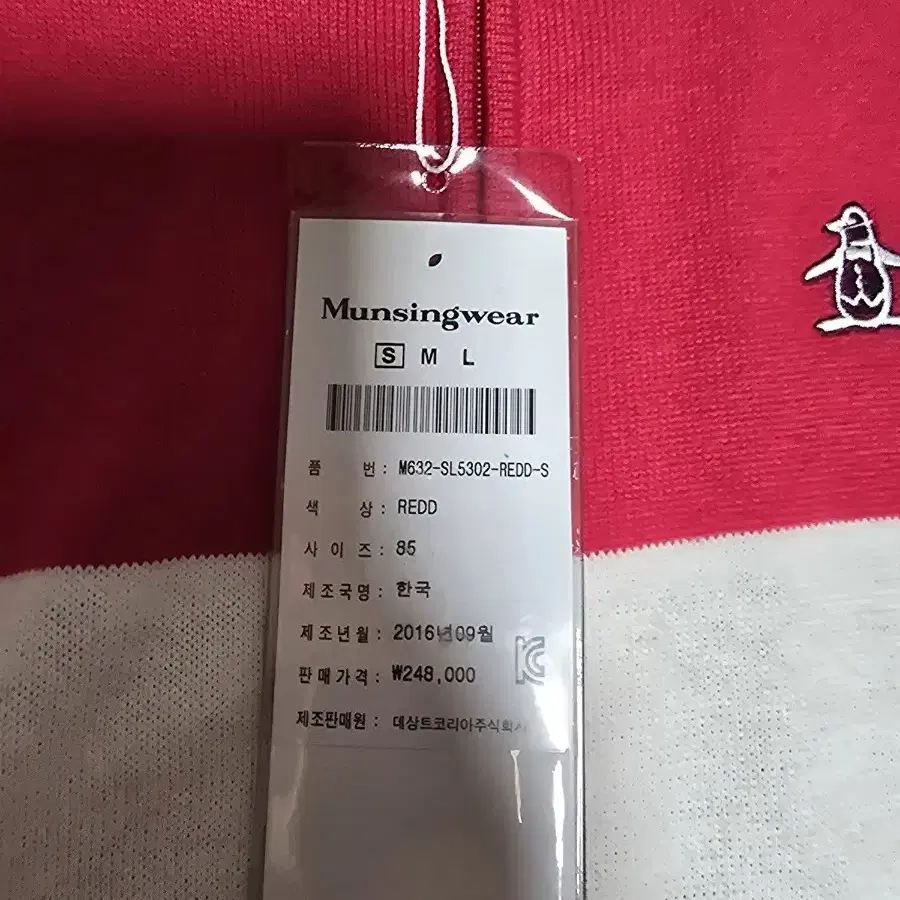 Munsingwear
S M L
품 번 : M632-SL5302-REDD-S
색 상 : REDD
사 이 즈 : 85
제조국명 : 한국
제조년월 : 2016년09월
판매가격 : ₩248,000
제조판매원 : 데상트코리아주식회사